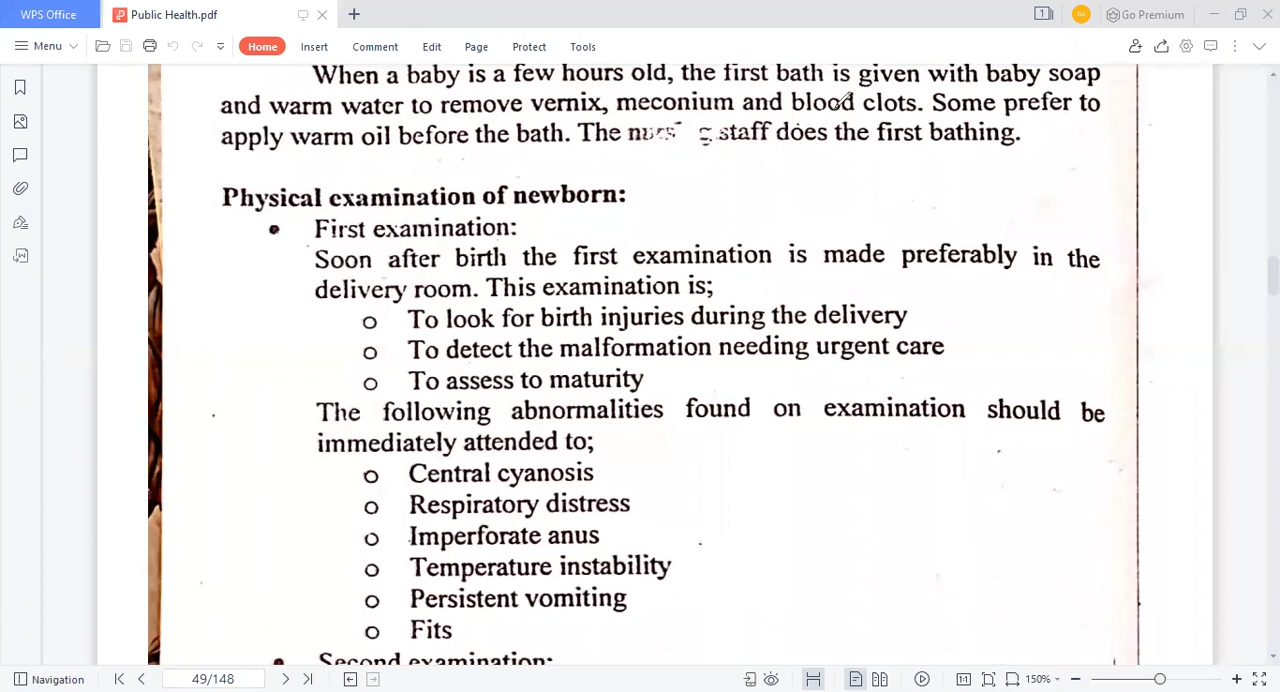 WPS Office
Public Health.pdf
Go Premium
Menu
Home
Insert
Comment
Edit
Page
Protect
Tools
When a baby is a few hours old, the first bath is given with baby soap
and warm water to remove vernix, meconium and blood clots. Some prefer to
apply warm oil before the bath. The staff does the first bathing.
Physical examination of newborn:
• First examination:
Soon after birth the first examination is made preferably in the
delivery room. This examination is;
o To look for birth injuries during the delivery
o To detect the malformation needing urgent care
o To assess to maturity
The following abnormalities found on examination should be
immediately attended to;
o Central cyanosis
o Respiratory distress
o Imperforate anus
o Temperature instability
o Persistent vomiting
o Fits
• Second examination:
Navigation
49/148
150%